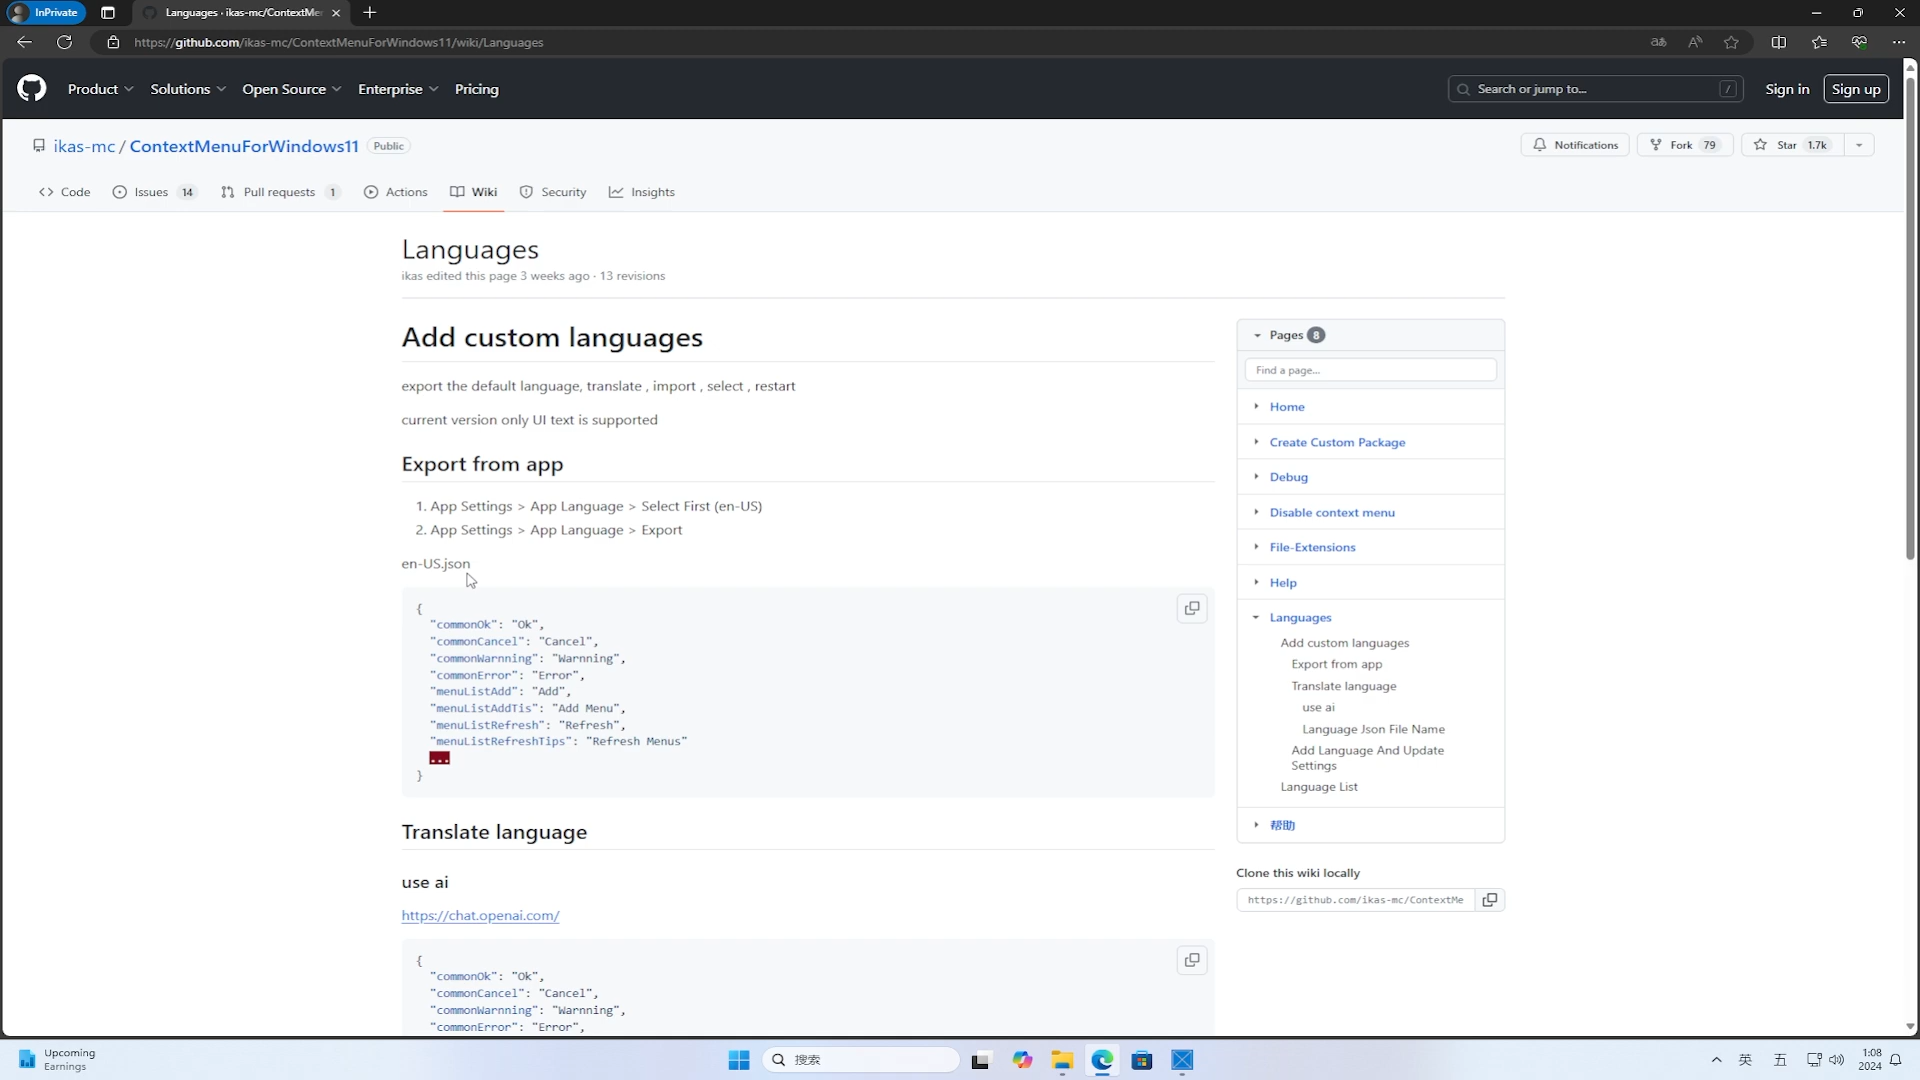 InPrivate
Languages · ikas-mc/ContextMe
https://github.com/ikas-mc/ContextMenuForWindows11/wiki/Languages
Product Solutions Open Source Enterprise Pricing
Search or jump to... /
Sign in Sign up
ikas-mc / ContextMenuForWindows11 Public
Notifications Fork 79 Star 1.7k
Code Issues 14 Pull requests 1 Actions Wiki Security Insights
Languages
ikas edited this page 3 weeks ago · 13 revisions
Add custom languages
export the default language, translate , import , select , restart
current version only UI text is supported
Export from app
1. App Settings > App Language > Select First (en-US)
2. App Settings > App Language > Export
en-US.json
{
"commonOk": "Ok",
"commonCancel": "Cancel",
"commonWarnning": "Warnning",
"commonError": "Error",
"menuListAdd": "Add",
"menuListAddTis": "Add Menu",
"menuListRefresh": "Refresh",
"menuListRefreshTips": "Refresh Menus"
...
}
Translate language
use ai
https://chat.openai.com/
{
"commonOk": "Ok",
"commonCancel": "Cancel",
"commonWarnning": "Warnning",
"commonError": "Error",
Pages 8
Find a page...
Home
Create Custom Package
Debug
Disable context menu
File-Extensions
Help
Languages
Add custom languages
Export from app
Translate language
use ai
Language Json File Name
Add Language And Update
Settings
Language List
帮助
Clone this wiki locally
https://github.com/ikas-mc/ContextMe
Upcoming
Earnings
搜索
英 五
1:08
2024